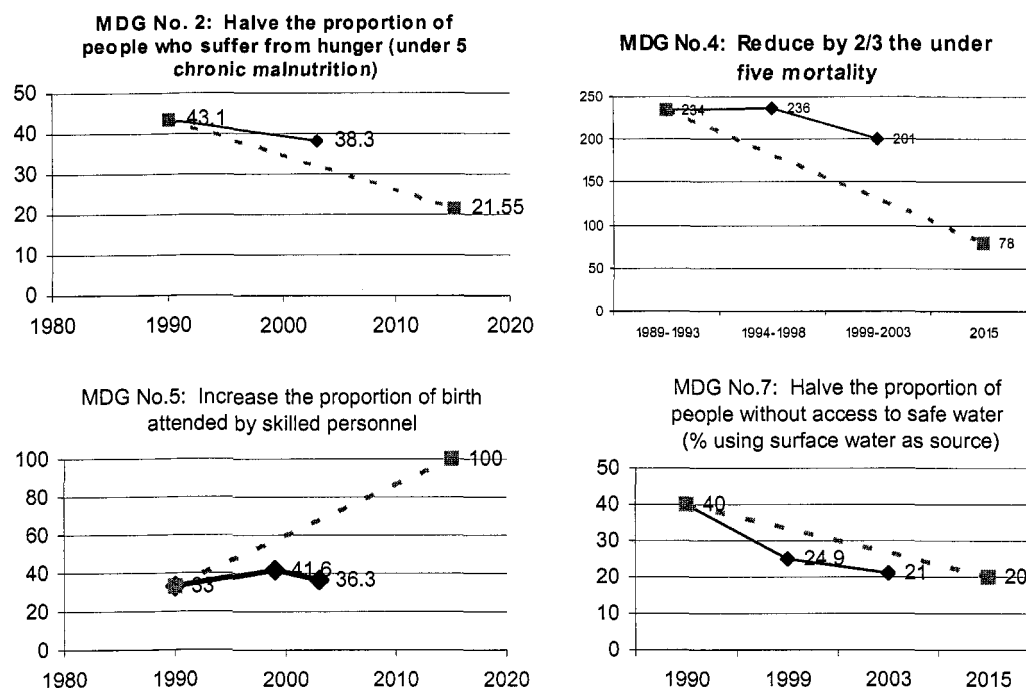 MDG No. 2: Halve the proportion of
people who suffer from hunger (under 5
chronic malnutrition)
50
40
30
20
10
0
43.1
38.3
21.55
1980 1990 2000 2010 2020
MDG No.4: Reduce by 2/3 the under
five mortality
250
200
150
100
50
0
234
236
201
78
1989-1993 1994-1998 1999-2003 2015
MDG No.5: Increase the proportion of birth
attended by skilled personnel
100
80
60
40
20
0
33
41.6
36.3
100
1980 1990 2000 2010 2020
MDG No.7: Halve the proportion of
people without access to safe water
(% using surface water as source)
50
40
30
20
10
0
40
24.9
21
20
1990 1999 2003 2015